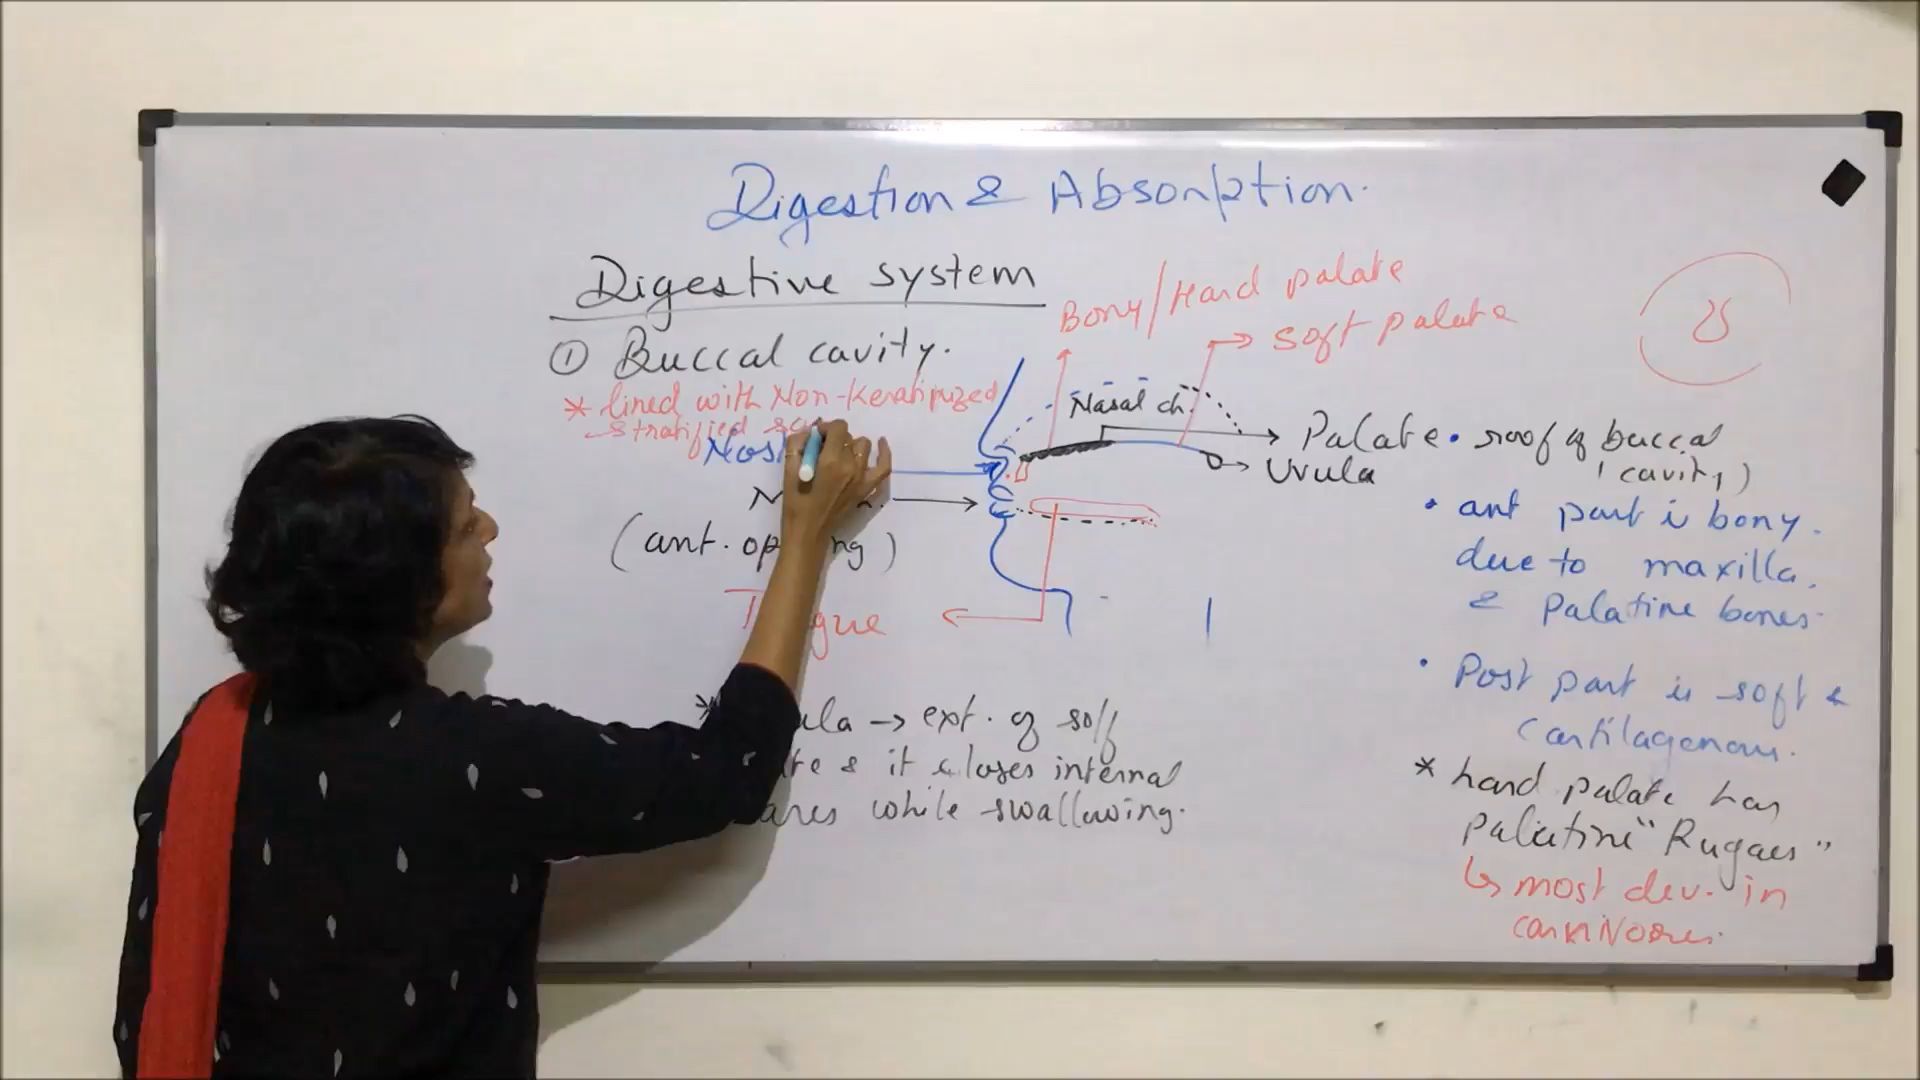 Digestion & Absorption.
Digestive system
① Buccal cavity.
* lined with Non-Keratinized
stratified
Bony/Hard palate
soft palate
Nasal ch.
Palate • roof of buccal
cavity)
Uvula
(ant. op ng)
gue
ula → ext. of soft
& it closes internal
ares while swallowing.
• ant part is bony.
due to maxilla.
& Palatine bones.
• Post part is soft &
Cartilagenous.
* hard palate has
Palatine "Rugaes"
↳ most dev. in
carnivores.